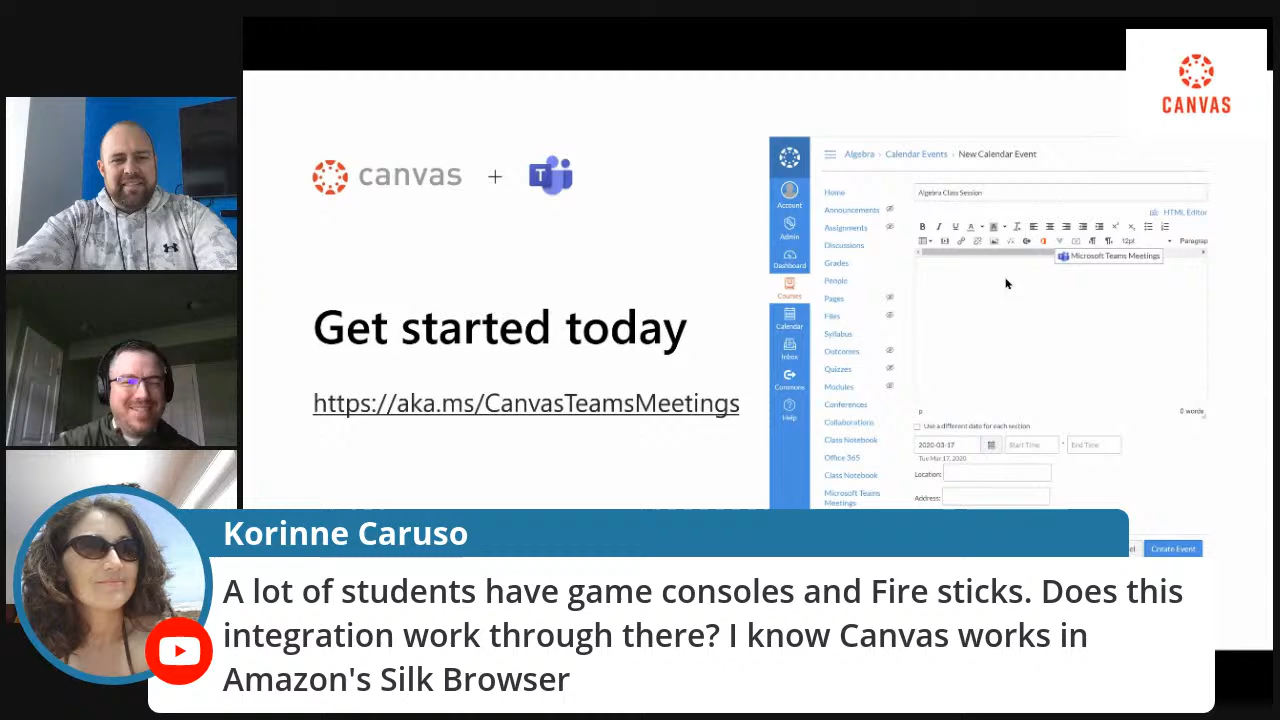 CANVAS
canvas + T
Get started today
https://aka.ms/CanvasTeamsMeetings
Algebra › Calendar Events › New Calendar Event
Algebra Class Session
HTML Editor
B I U A A
12pt Paragrap
Microsoft Teams Meetings
Account
Admin
Dashboard
Courses
Calendar
Inbox
Commons
Help
Home
Announcements
Assignments
Discussions
Grades
People
Pages
Files
Syllabus
Outcomes
Quizzes
Modules
Conferences
Collaborations
Class Notebook
Office 365
Class Notebook
Microsoft Teams
Meetings
p
0 words
Use a different date for each section
2020-03-17 Start Time - End Time
Tue Mar 17, 2020
Location:
Address:
el Create Event
Korinne Caruso
A lot of students have game consoles and Fire sticks. Does this
integration work through there? I know Canvas works in
Amazon's Silk Browser